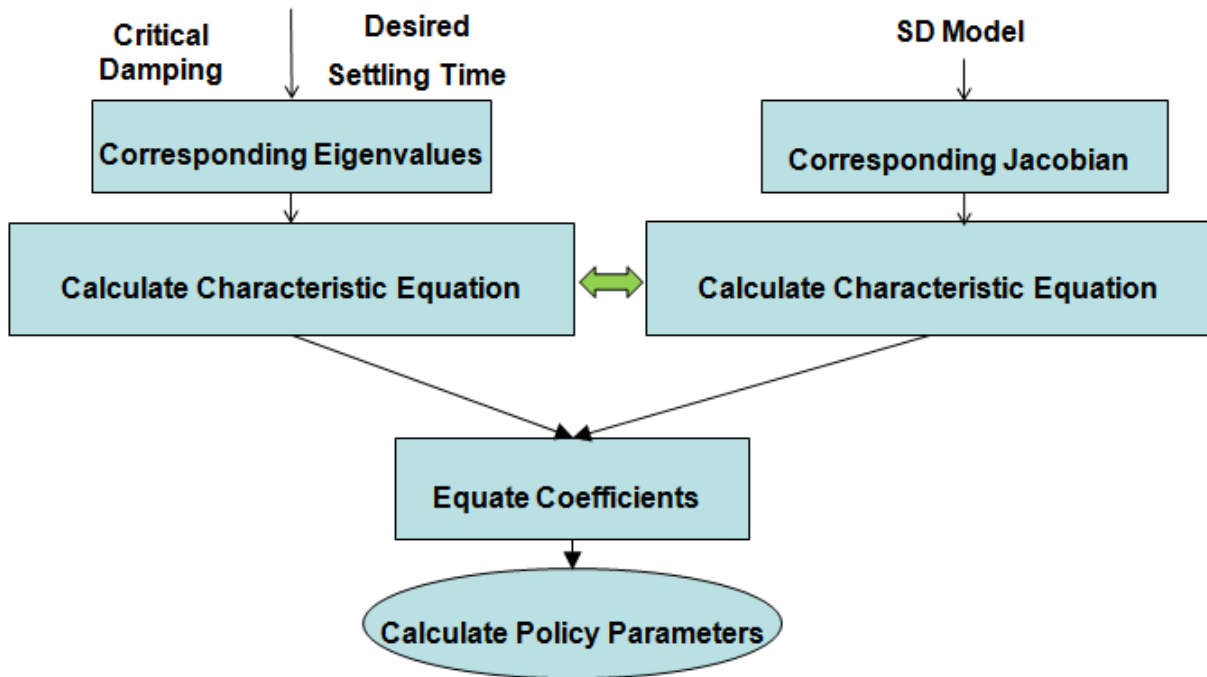 Critical
Damping
Desired
Settling Time
SD Model
Corresponding Eigenvalues
Corresponding Jacobian
Calculate Characteristic Equation
Calculate Characteristic Equation
Equate Coefficients
Calculate Policy Parameters